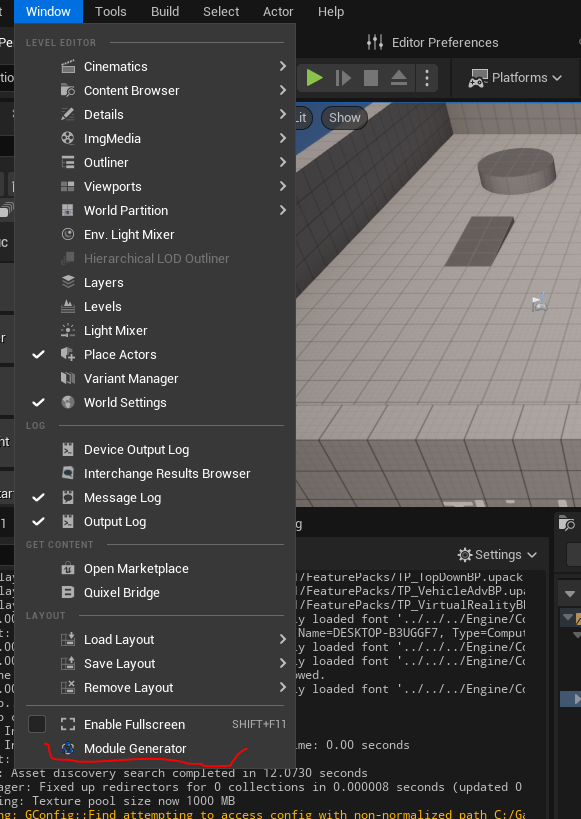 Window
Tools
Build
Select
Actor
Help
LEVEL EDITOR
Editor Preferences
Cinematics
Content Browser
Platforms
Details
Lit
Show
ImgMedia
Outliner
Viewports
World Partition
Env. Light Mixer
Hierarchical LOD Outliner
Layers
Levels
Light Mixer
Place Actors
Variant Manager
World Settings
LOG
Device Output Log
Interchange Results Browser
Message Log
Output Log
GET CONTENT
Settings
Open Marketplace
/FeaturePacks/TP_TopDownBP.upack
Quixel Bridge
/FeaturePacks/TP_VehicleAdvBP.upa
/FeaturePacks/TP_VirtualRealityB
LAYOUT
ly loaded font '../../../Engine/Co
Name=DESKTOP-B3UGGF7, Type=Comput
Load Layout
ly loaded font '../../../Engine/Co
ly loaded font '../../../Engine/Co
Save Layout
owed.
Remove Layout
ly loaded font '../../../Engine/Co
Enable Fullscreen SHIFT+F11
Module Generator
ime: 0.00 seconds
: Asset discovery search completed in 12.0730 seconds
ager: Fixed up redirectors for 0 collections in 0.000008 seconds (updated 0
ing: Texture pool size now 1000 MB
ng: GConfig::Find attempting to access config with non-normalized path C:/Ga